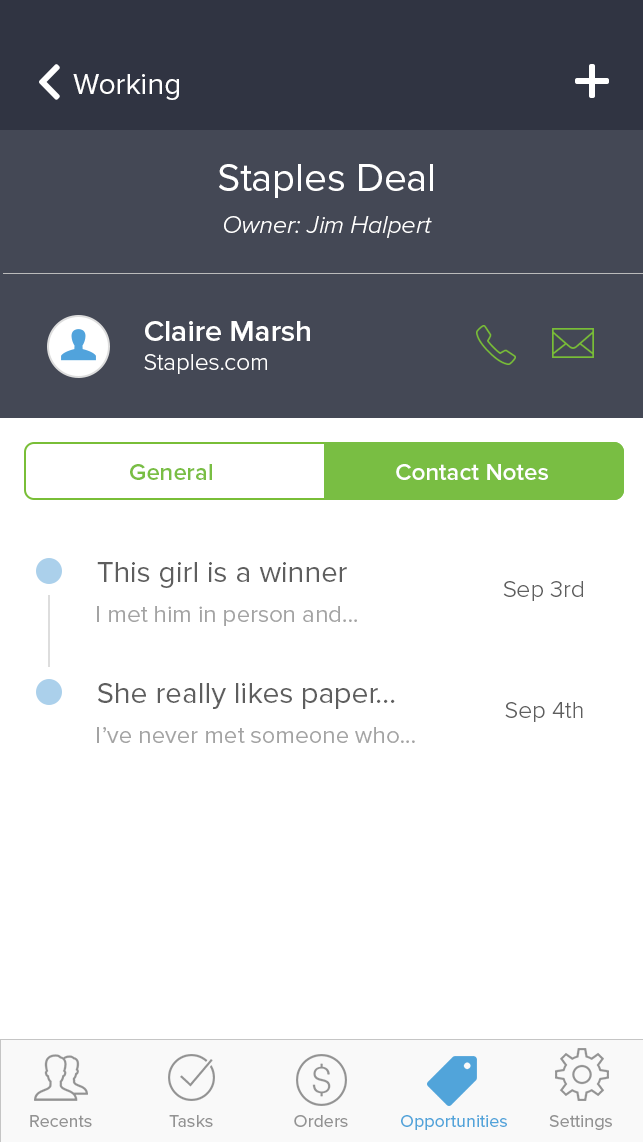 Working
Staples Deal
Owner: Jim Halpert
Claire Marsh
Staples.com
General
Contact Notes
This girl is a winner
Sep 3rd
I met him in person and...
She really likes paper...
Sep 4th
I’ve never met someone who...
Recents
Tasks
Orders
Opportunities
Settings